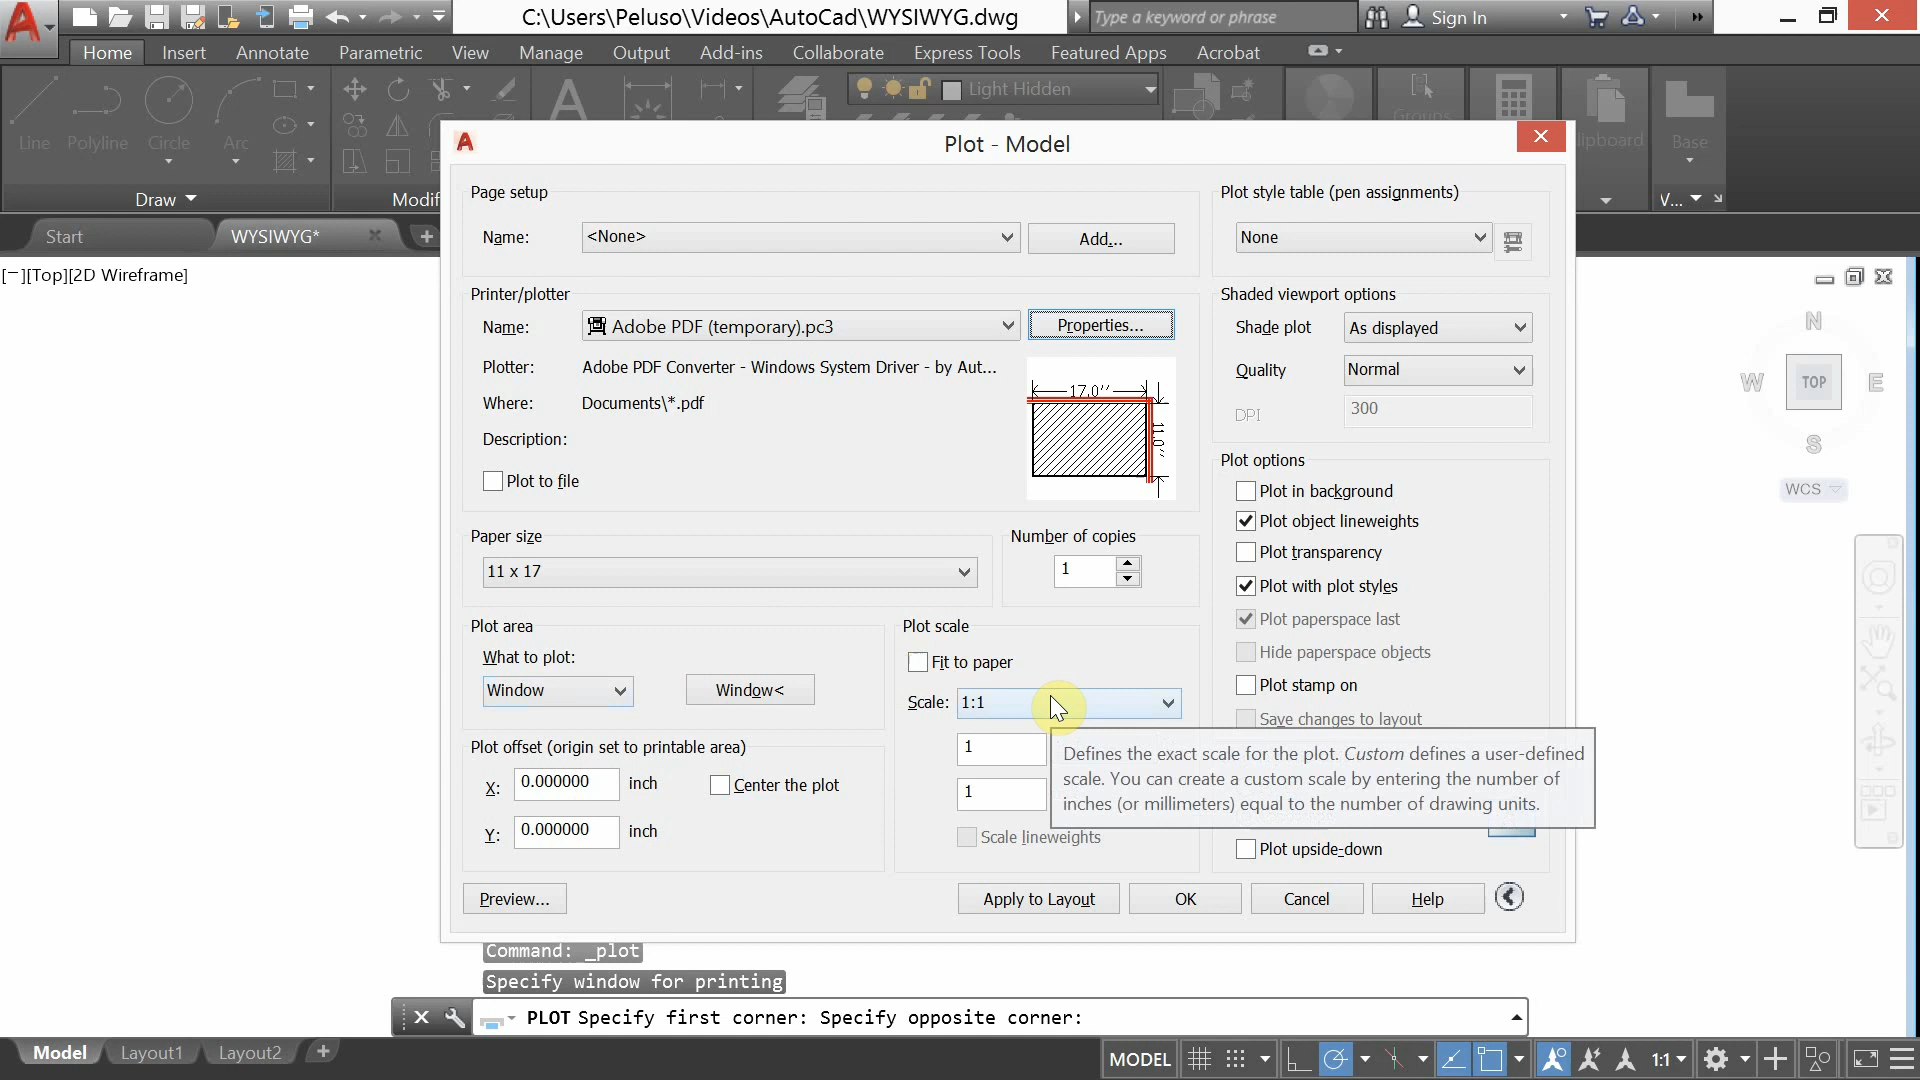 C:\Users\Peluso\Videos\AutoCad\WYSIWYG.dwg
Type a keyword or phrase
Sign In
Home Insert Annotate Parametric View Manage Output Add-ins Collaborate Express Tools Featured Apps Acrobat
Light Hidden
Line Polyline Circle Arc
Groups
Base
Draw
Modif
V...
Start WYSIWYG*
[−][Top][2D Wireframe]
Plot - Model
Page setup
Name: <None> Add...
Printer/plotter
Name: Adobe PDF (temporary).pc3 Properties...
Plotter: Adobe PDF Converter - Windows System Driver - by Aut...
Where: Documents\*.pdf
Description:
Plot to file
17.0''
11.0''
Paper size
11 x 17
Number of copies
1
Plot area
What to plot:
Window Window<
Plot offset (origin set to printable area)
X: 0.000000 inch
Center the plot
Y: 0.000000 inch
Plot scale
Fit to paper
Scale: 1:1
1
1
Scale lineweights
Defines the exact scale for the plot. Custom defines a user-defined
scale. You can create a custom scale by entering the number of
inches (or millimeters) equal to the number of drawing units.
Plot style table (pen assignments)
None
Shaded viewport options
Shade plot As displayed
Quality Normal
DPI 300
Plot options
Plot in background
Plot object lineweights
Plot transparency
Plot with plot styles
Plot paperspace last
Hide paperspace objects
Plot stamp on
Save changes to layout
Plot upside-down
Preview... Apply to Layout OK Cancel Help
N
W TOP E
S
WCS
Command: _plot
Specify window for printing
PLOT Specify first corner: Specify opposite corner:
Model Layout1 Layout2
MODEL
1:1